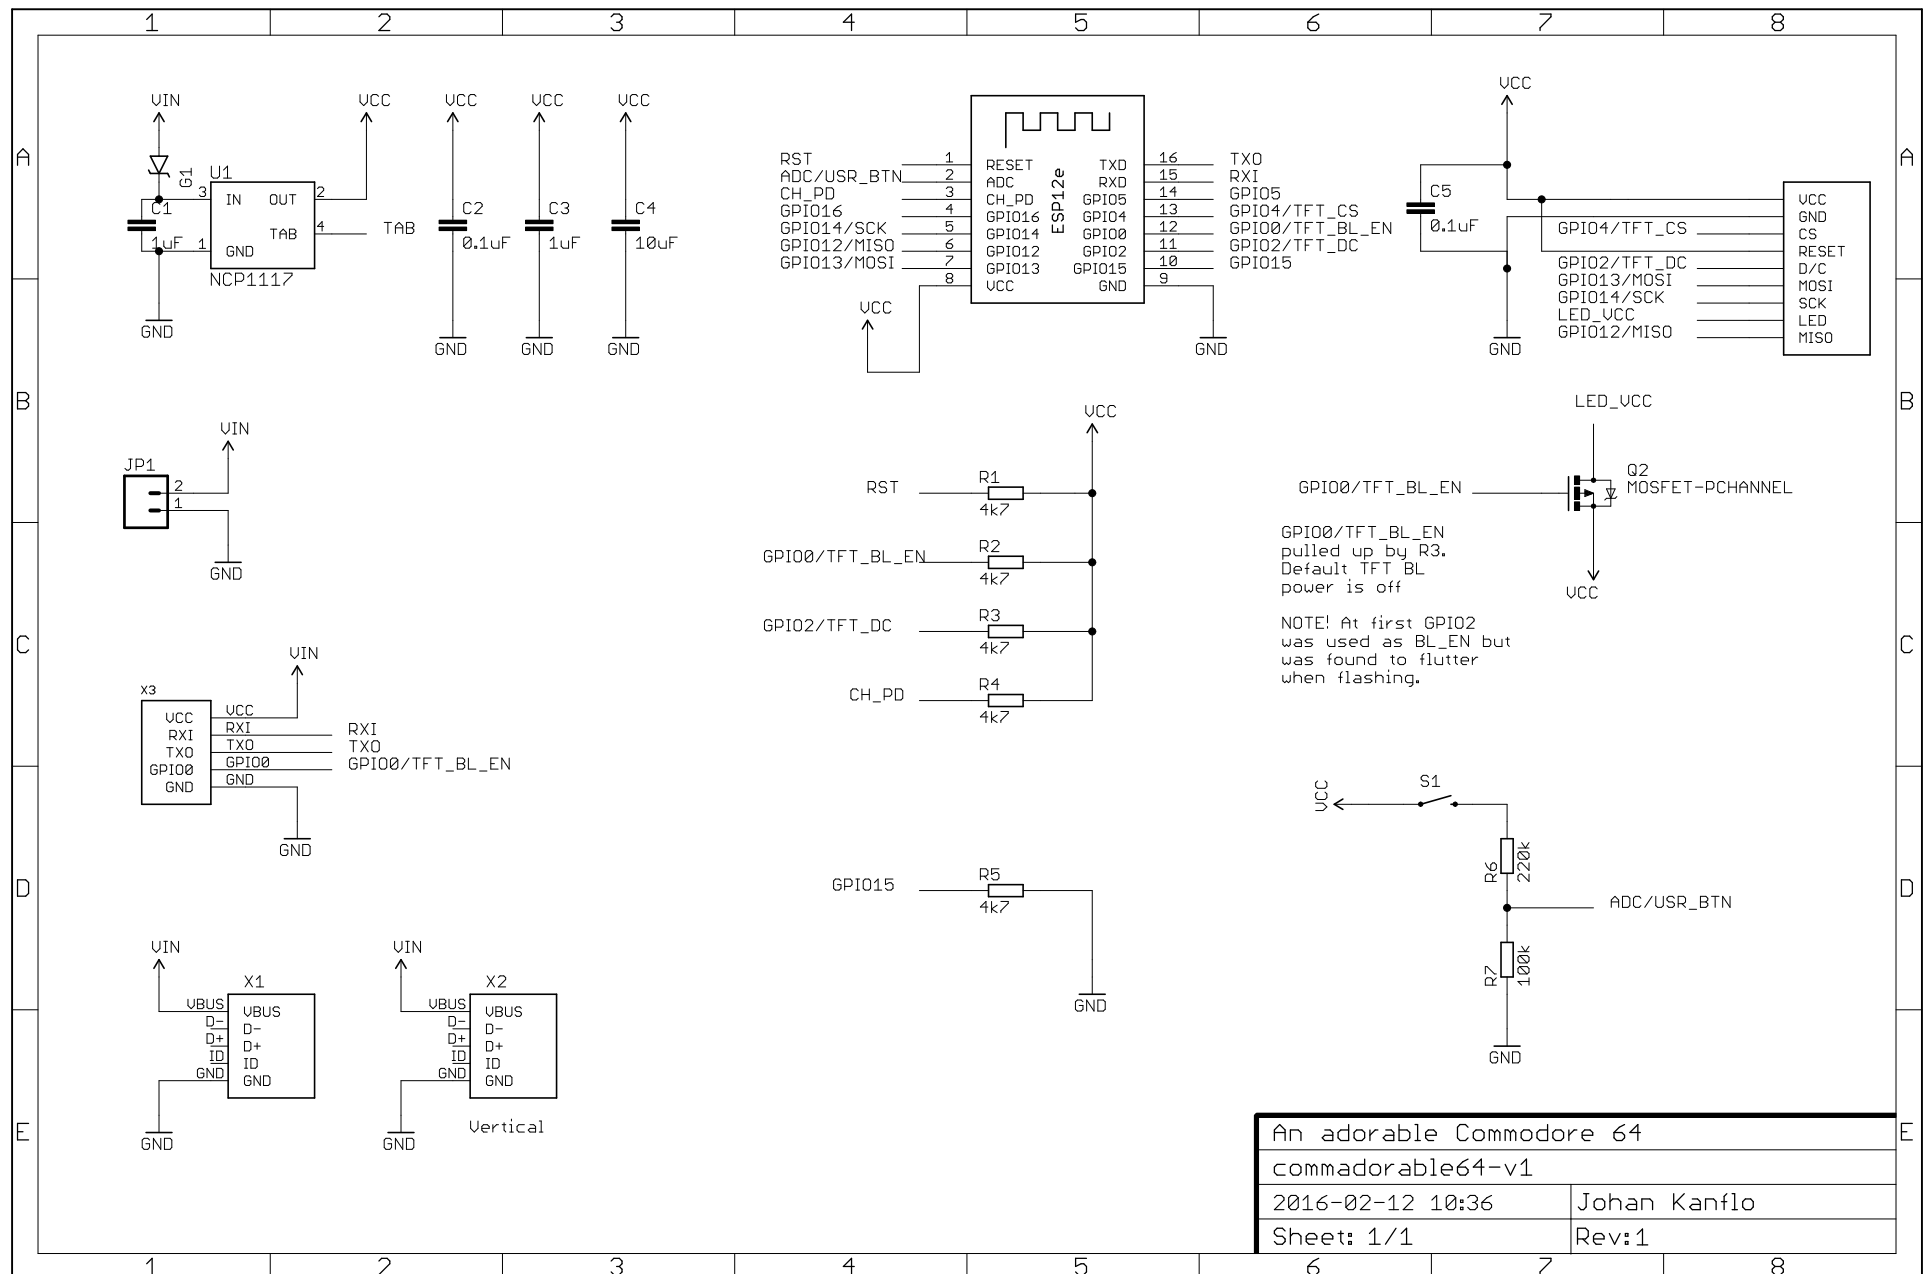 1 2 3 4 5 6 7 8
A
A
B
B
C
C
D
D
E
E
VIN
G1
C1
1uF
GND
U1
3
IN
OUT
2
TAB
4
TAB
1
GND
NCP1117
VCC
VCC
C2
0.1uF
GND
VCC
C3
1uF
GND
VCC
C4
10uF
GND
RST
ADC/USR_BTN
CH_PD
GPIO16
GPIO14/SCK
GPIO12/MISO
GPIO13/MOSI
VCC
1
2
3
4
5
6
7
8
RESET
ADC
CH_PD
GPIO16
GPIO14
GPIO12
GPIO13
VCC
ESP12e
TXD
RXD
GPIO5
GPIO4
GPIO0
GPIO2
GPIO15
GND
16
15
14
13
12
11
10
9
TXO
RXI
GPIO5
GPIO4/TFT_CS
GPIO0/TFT_BL_EN
GPIO2/TFT_DC
GPIO15
GND
VCC
C5
0.1uF
GND
GPIO4/TFT_CS
GPIO2/TFT_DC
GPIO13/MOSI
GPIO14/SCK
LED_VCC
GPIO12/MISO
VCC
GND
CS
RESET
D/C
MOSI
SCK
LED
MISO
JP1
2
1
VIN
GND
VCC
RST
R1
4k7
GPIO0/TFT_BL_EN
R2
4k7
GPIO2/TFT_DC
R3
4k7
CH_PD
R4
4k7
LED_VCC
GPIO0/TFT_BL_EN
Q2
MOSFET-PCHANNEL
VCC
GPIO0/TFT_BL_EN
pulled up by R3.
Default TFT BL
power is off
NOTE! At first GPIO2
was used as BL_EN but
was found to flutter
when flashing.
X3
VCC
RXI
TXO
GPIO0
GND
VCC
RXI
TXO
GPIO0
GND
VIN
RXI
TXO
GPIO0/TFT_BL_EN
GND
GPIO15
R5
4k7
GND
VCC
S1
R6
220k
ADC/USR_BTN
R7
100k
GND
VIN
X1
VBUS
D-
D+
ID
GND
VBUS
D-
D+
ID
GND
GND
VIN
X2
VBUS
D-
D+
ID
GND
VBUS
D-
D+
ID
GND
GND
Vertical
An adorable Commodore 64
commadorable64-v1
2016-02-12 10:36
Johan Kanflo
Sheet: 1/1
Rev:1
1 2 3 4 5 6 7 8